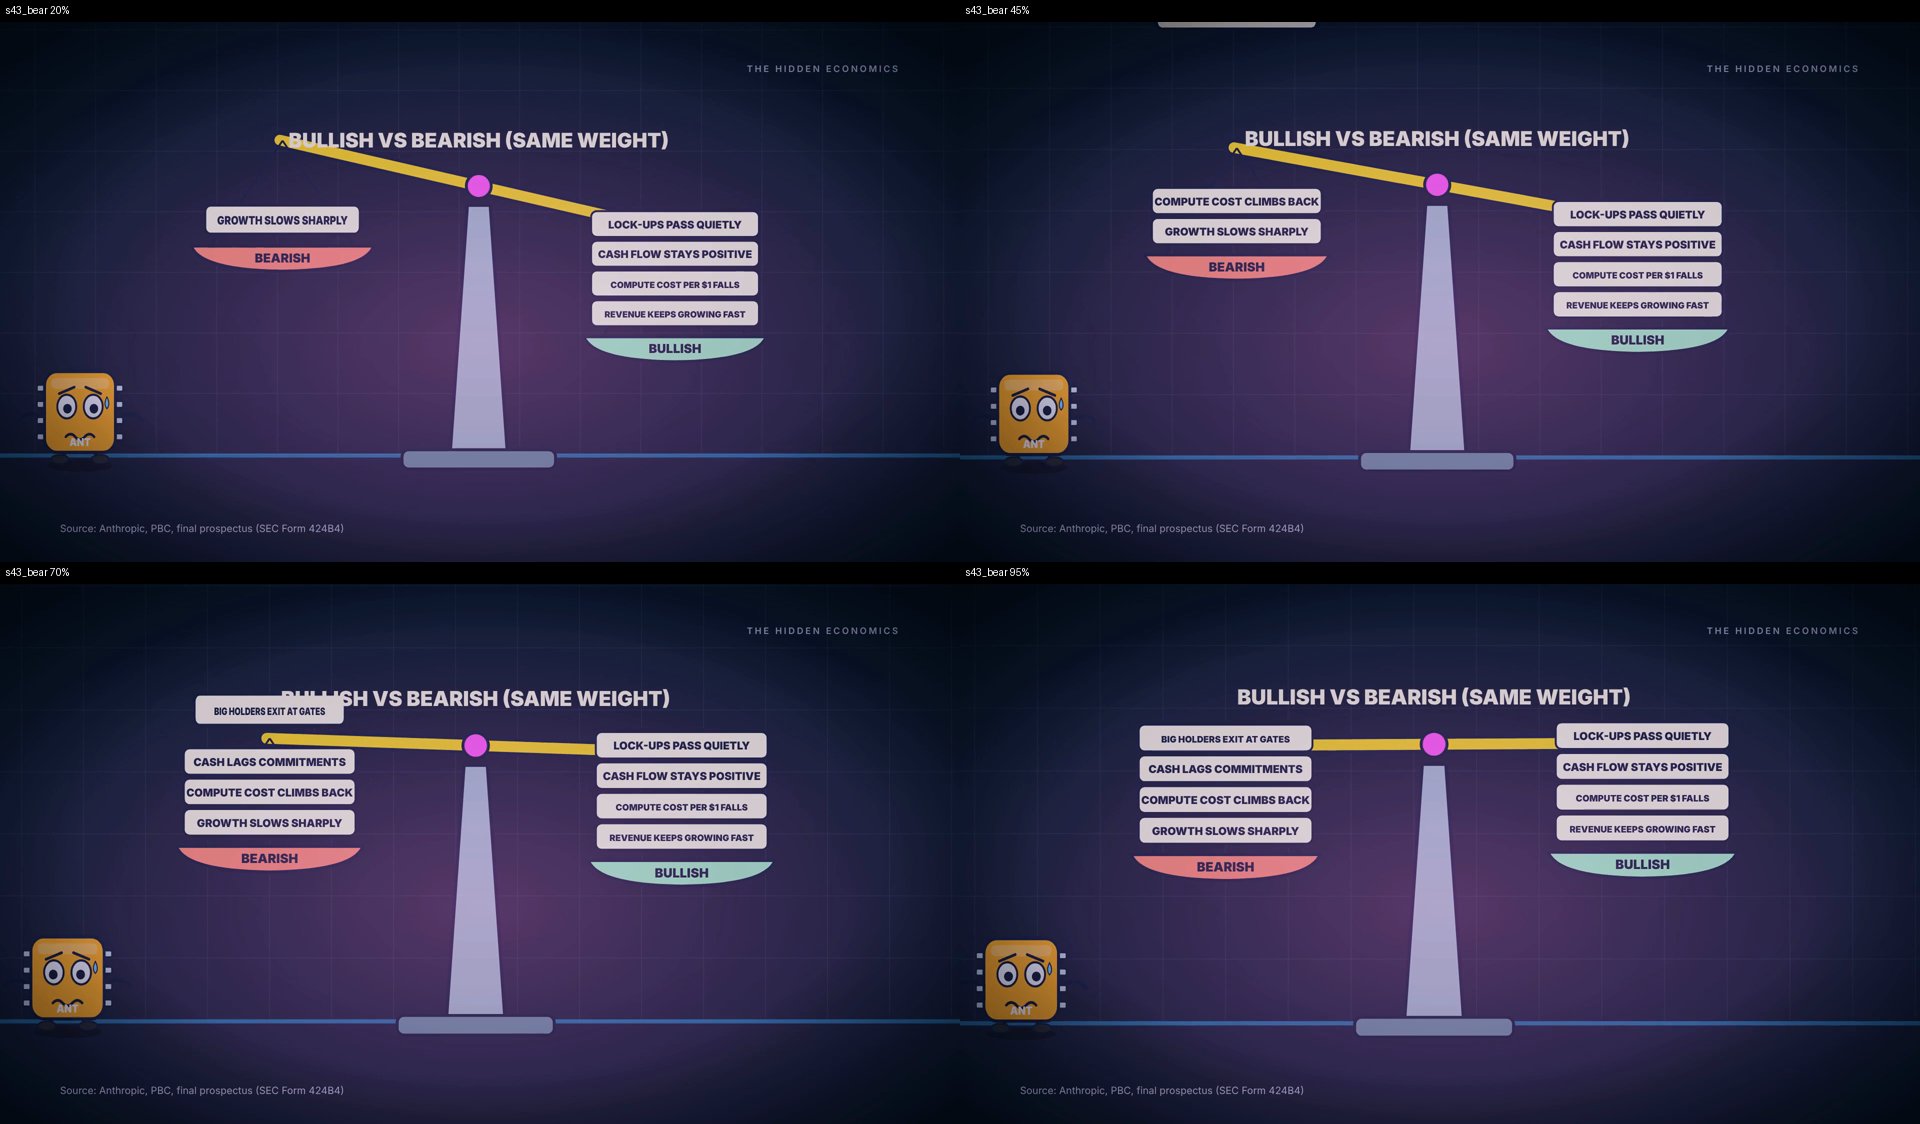 s43_bear 20%
THE HIDDEN ECONOMICS
BULLISH VS BEARISH (SAME WEIGHT)
GROWTH SLOWS SHARPLY
BEARISH
LOCK-UPS PASS QUIETLY
CASH FLOW STAYS POSITIVE
COMPUTE COST PER $1 FALLS
REVENUE KEEPS GROWING FAST
BULLISH
ANT
Source: Anthropic, PBC, final prospectus (SEC Form 424B4)
s43_bear 45%
THE HIDDEN ECONOMICS
BULLISH VS BEARISH (SAME WEIGHT)
COMPUTE COST CLIMBS BACK
GROWTH SLOWS SHARPLY
BEARISH
LOCK-UPS PASS QUIETLY
CASH FLOW STAYS POSITIVE
COMPUTE COST PER $1 FALLS
REVENUE KEEPS GROWING FAST
BULLISH
ANT
Source: Anthropic, PBC, final prospectus (SEC Form 424B4)
s43_bear 70%
THE HIDDEN ECONOMICS
BULLISH VS BEARISH (SAME WEIGHT)
BIG HOLDERS EXIT AT GATES
CASH LAGS COMMITMENTS
COMPUTE COST CLIMBS BACK
GROWTH SLOWS SHARPLY
BEARISH
LOCK-UPS PASS QUIETLY
CASH FLOW STAYS POSITIVE
COMPUTE COST PER $1 FALLS
REVENUE KEEPS GROWING FAST
BULLISH
ANT
Source: Anthropic, PBC, final prospectus (SEC Form 424B4)
s43_bear 95%
THE HIDDEN ECONOMICS
BULLISH VS BEARISH (SAME WEIGHT)
BIG HOLDERS EXIT AT GATES
CASH LAGS COMMITMENTS
COMPUTE COST CLIMBS BACK
GROWTH SLOWS SHARPLY
BEARISH
LOCK-UPS PASS QUIETLY
CASH FLOW STAYS POSITIVE
COMPUTE COST PER $1 FALLS
REVENUE KEEPS GROWING FAST
BULLISH
ANT
Source: Anthropic, PBC, final prospectus (SEC Form 424B4)